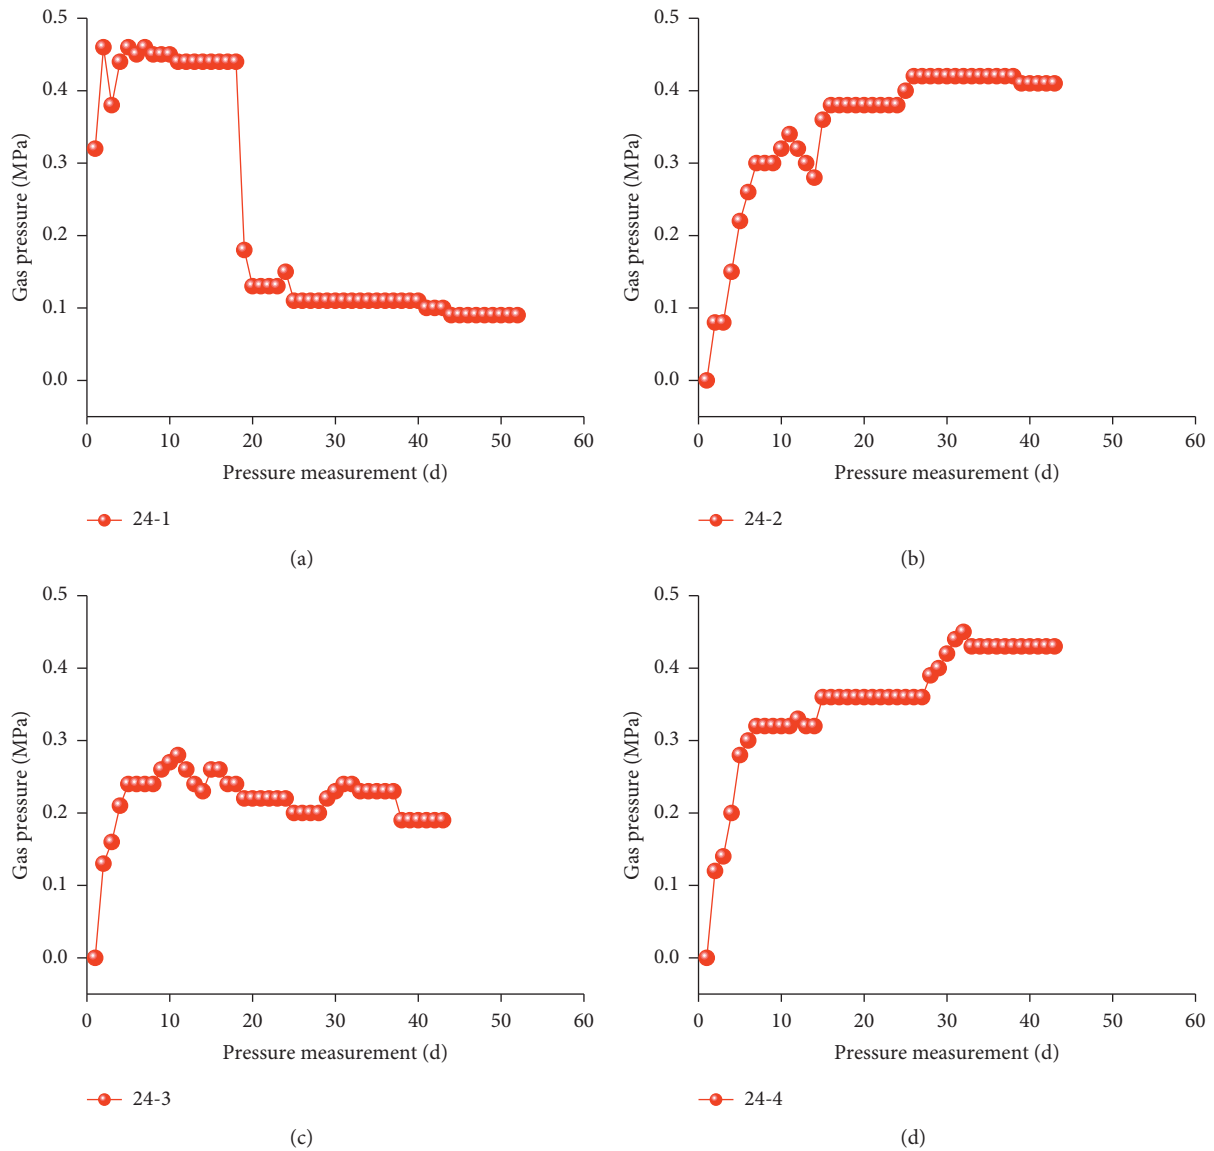 0.5
0.4
0.3
0.2
0.1
0.0
Gas pressure (MPa)
0 10 20 30 40 50 60
Pressure measurement (d)
24-1
(a)
0.5
0.4
0.3
0.2
0.1
0.0
Gas pressure (MPa)
0 10 20 30 40 50 60
Pressure measurement (d)
24-2
(b)
0.5
0.4
0.3
0.2
0.1
0.0
Gas pressure (MPa)
0 10 20 30 40 50 60
Pressure measurement (d)
24-3
(c)
0.5
0.4
0.3
0.2
0.1
0.0
Gas pressure (MPa)
0 10 20 30 40 50 60
Pressure measurement (d)
24-4
(d)